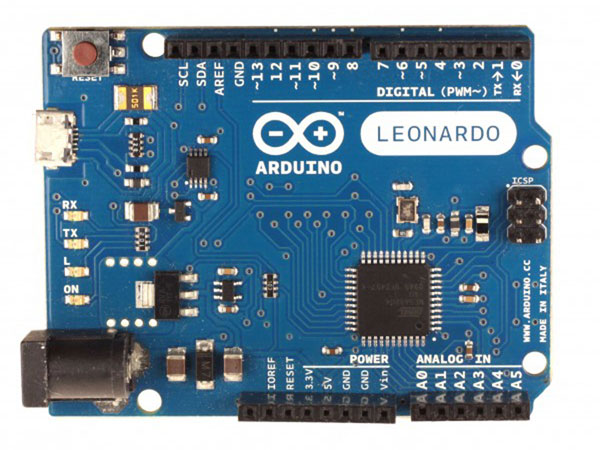 RESET
SCL
SDA
AREF
GND
~13
12
~11
~10
~9
8
7
~6
~5
4
~3
2
TX→1
RX←0
DIGITAL (PWM~)
501K
™
LEONARDO
ARDUINO
ICSP
RX
TX
L
ON
WWW.ARDUINO.CC
MADE IN ITALY
POWER
ANALOG IN
IOREF
RESET
3.3V
5V
GND
GND
Vin
A0
A1
A2
A3
A4
A5